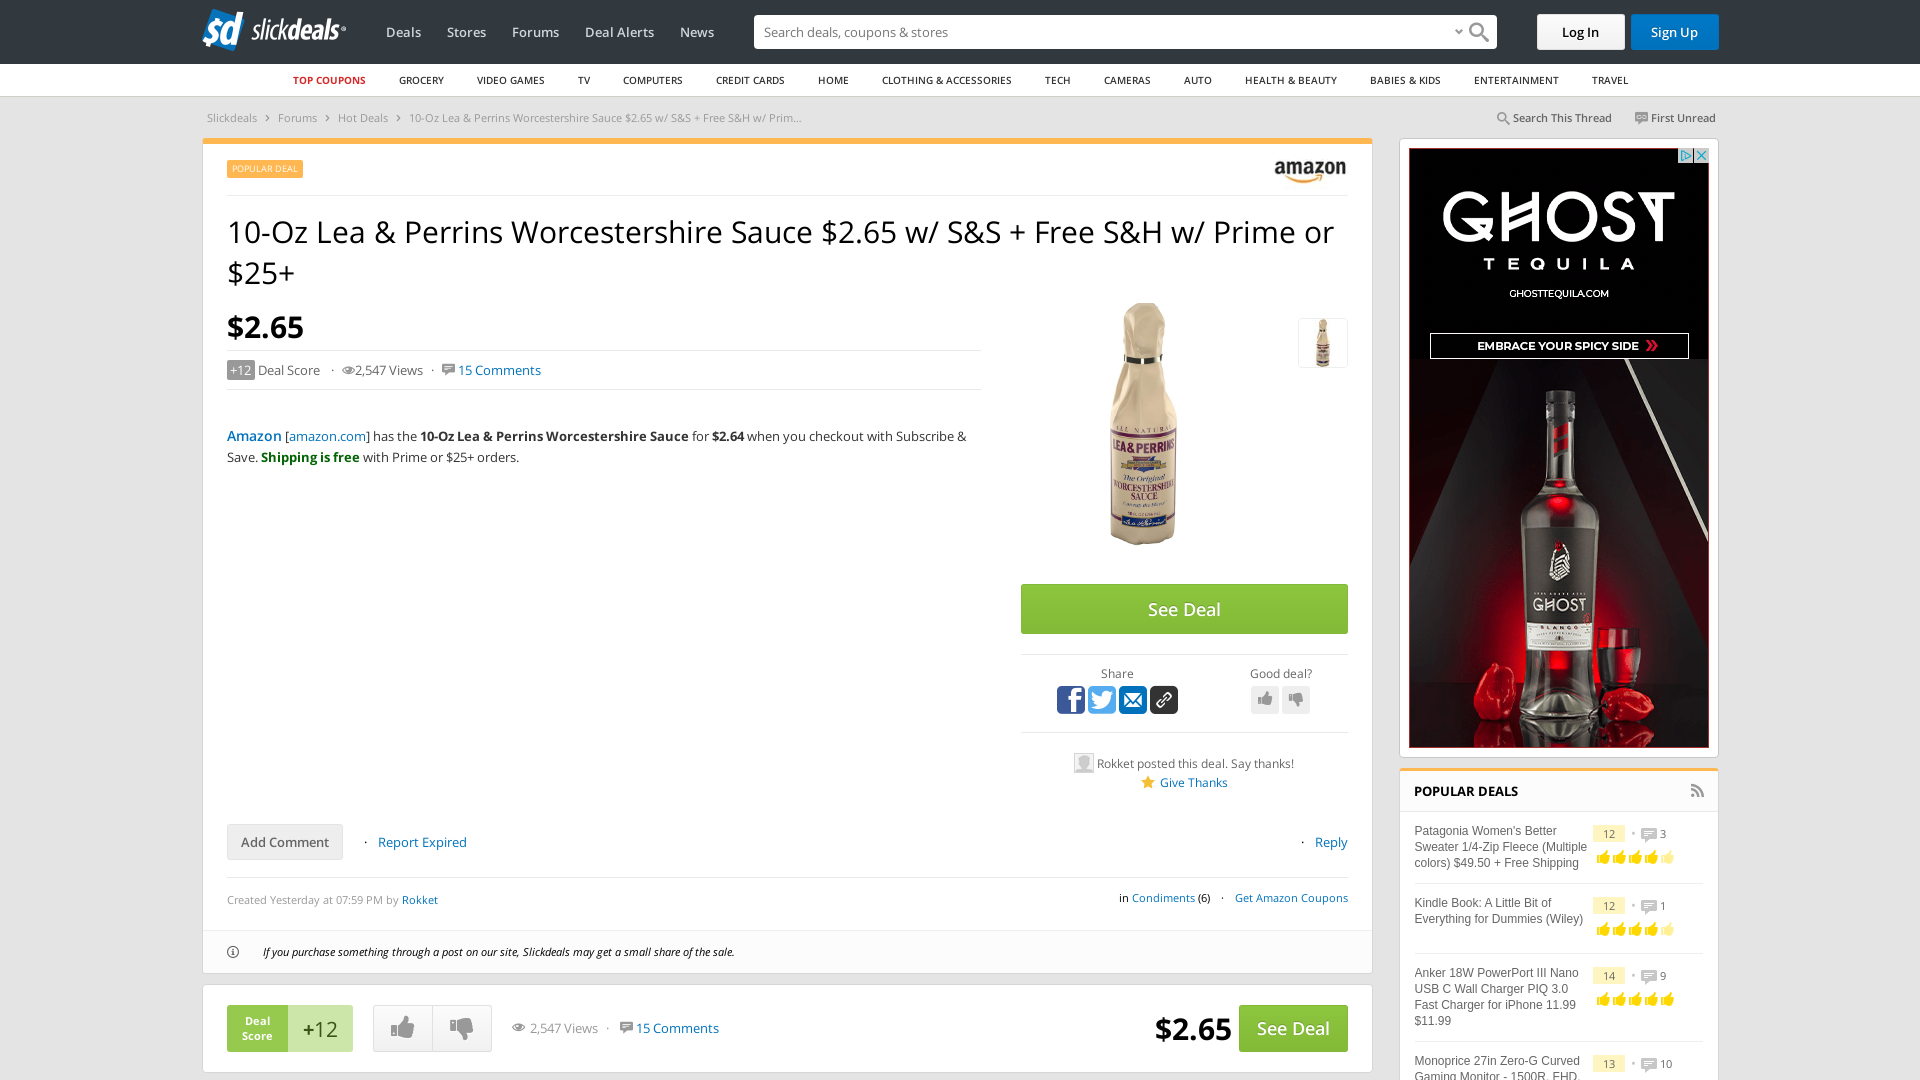 sd slickdeals
Deals
Stores
Forums
Deal Alerts
News
Search deals, coupons & stores
Log In
Sign Up
TOP COUPONS
GROCERY
VIDEO GAMES
TV
COMPUTERS
CREDIT CARDS
HOME
CLOTHING & ACCESSORIES
TECH
CAMERAS
AUTO
HEALTH & BEAUTY
BABIES & KIDS
ENTERTAINMENT
TRAVEL
Slickdeals › Forums › Hot Deals › 10-Oz Lea & Perrins Worcestershire Sauce $2.65 w/ S&S + Free S&H w/ Prim...
Search This Thread
First Unread
POPULAR DEAL
amazon
10-Oz Lea & Perrins Worcestershire Sauce $2.65 w/ S&S + Free S&H w/ Prime or
$25+
$2.65
+12 Deal Score · 2,547 Views · 15 Comments
Amazon [amazon.com] has the 10-Oz Lea & Perrins Worcestershire Sauce for $2.64 when you checkout with Subscribe &
Save. Shipping is free with Prime or $25+ orders.
ALL NATURAL
LEA & PERRINS
The Original
WORCESTERSHIRE
SAUCE
See Deal
Share
Good deal?
Rokket posted this deal. Say thanks!
Give Thanks
Add Comment
· Report Expired
· Reply
Created Yesterday at 07:59 PM by Rokket
in Condiments (6) · Get Amazon Coupons
If you purchase something through a post on our site, Slickdeals may get a small share of the sale.
Deal
Score
+12
2,547 Views · 15 Comments
$2.65
See Deal
GHOST
TEQUILA
GHOSTTEQUILA.COM
EMBRACE YOUR SPICY SIDE »
GHOST
BLANCO
POPULAR DEALS
Patagonia Women's Better
Sweater 1/4-Zip Fleece (Multiple
colors) $49.50 + Free Shipping
12 • 3
Kindle Book: A Little Bit of
Everything for Dummies (Wiley)
12 • 1
Anker 18W PowerPort III Nano
USB C Wall Charger PIQ 3.0
Fast Charger for iPhone 11.99
$11.99
14 • 9
Monoprice 27in Zero-G Curved
Gaming Monitor - 1500R, FHD,
13 • 10